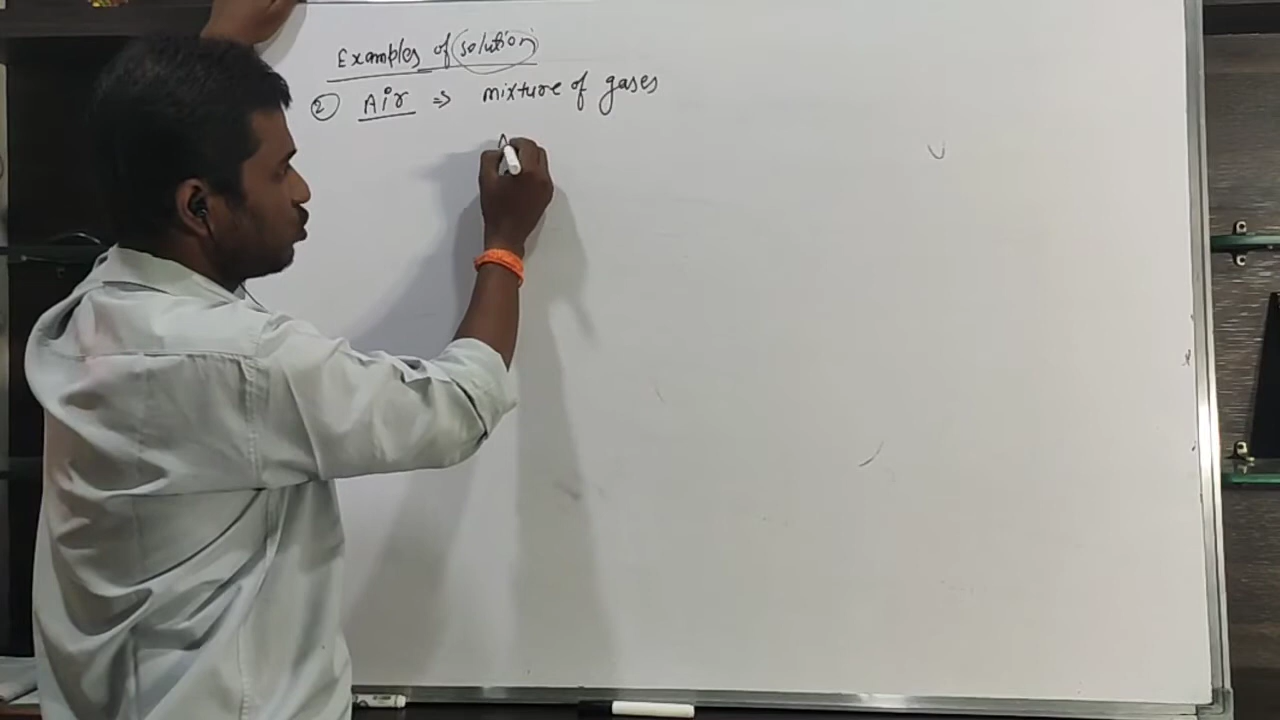 Examples of solution
② Air ⇒ mixture of gases